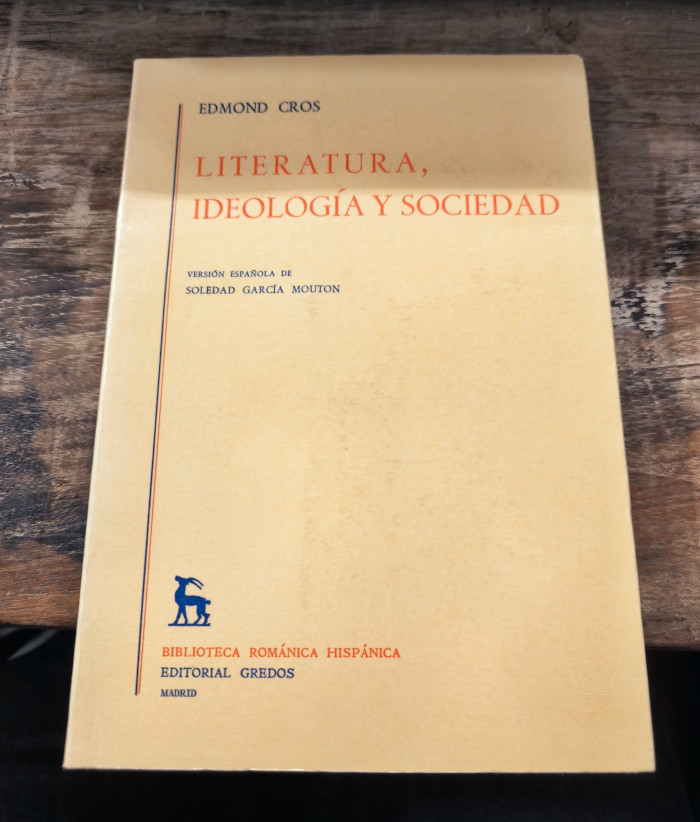 EDMOND CROS
LITERATURA,
IDEOLOGÍA Y SOCIEDAD
VERSIÓN ESPAÑOLA DE
SOLEDAD GARCÍA MOUTON
BIBLIOTECA ROMÁNICA HISPÁNICA
EDITORIAL GREDOS
MADRID